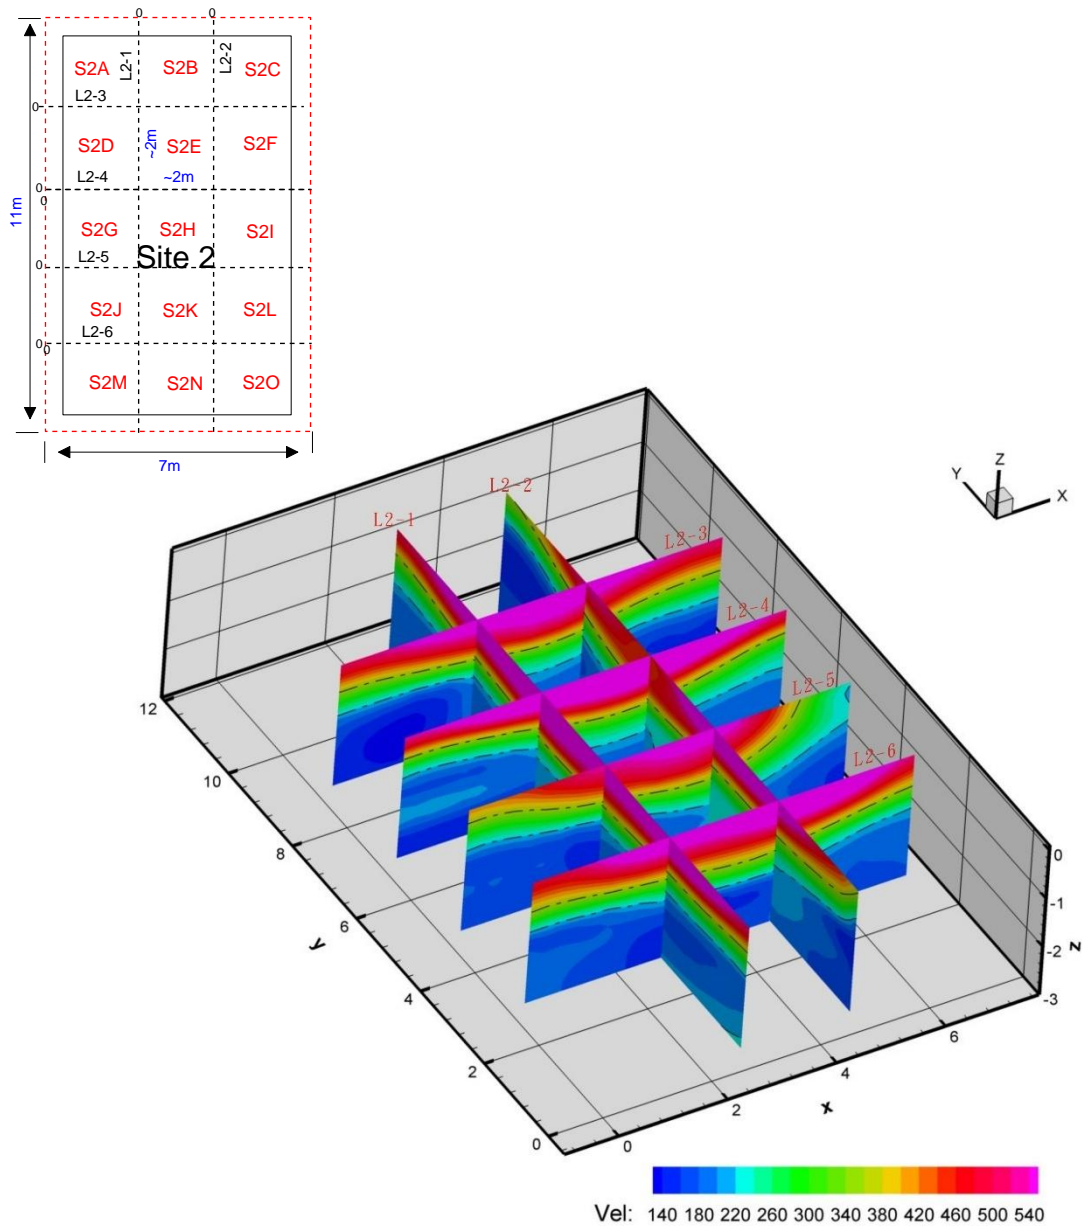 0 0
S2A L2-1 S2B L2-2 S2C
L2-3
0
S2D ~2m S2E S2F
L2-4 ~2m
0
0
11m
S2G S2H S2I
L2-5 Site 2
0
S2J S2K S2L
L2-6
0
0
S2M S2N S2O
7m
L2-2
L2-1
L2-3
L2-4
L2-5
L2-6
Z
Y
X
12
10
8
6
4
2
0
y
0
2
4
6
x
0
-1
-2
-3
z
Vel: 140 180 220 260 300 340 380 420 460 500 540